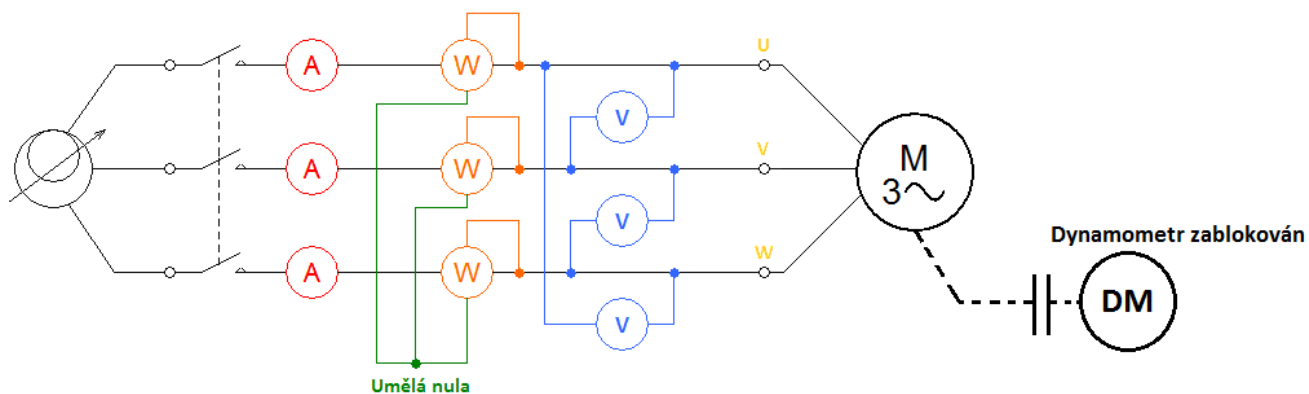 A W U
V
A W V M
3
V
A W W Dynamometr zablokován
V DM
Umělá nula